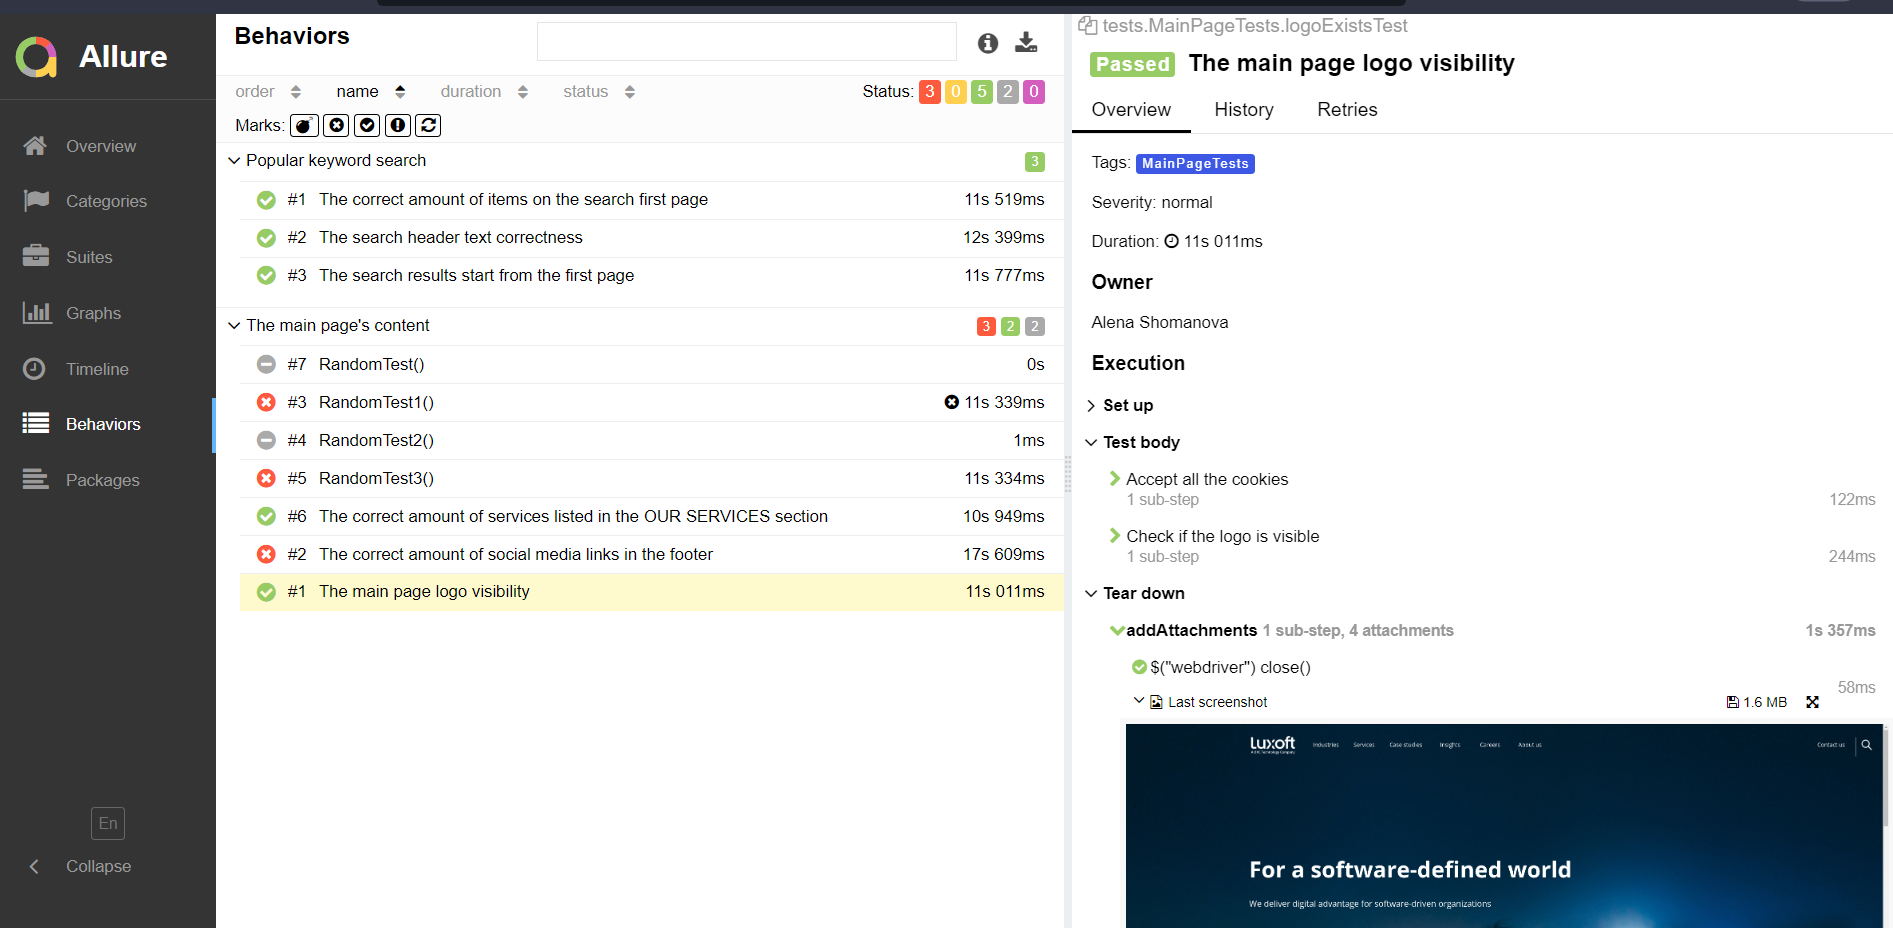 Allure
Overview
Categories
Suites
Graphs
Timeline
Behaviors
Packages
En
Collapse
Behaviors
order name duration status
Status: 3 0 5 2 0
Marks:
Popular keyword search 3
#1 The correct amount of items on the search first page 11s 519ms
#2 The search header text correctness 12s 399ms
#3 The search results start from the first page 11s 777ms
The main page's content 3 2 2
#7 RandomTest() 0s
#3 RandomTest1() 11s 339ms
#4 RandomTest2() 1ms
#5 RandomTest3() 11s 334ms
#6 The correct amount of services listed in the OUR SERVICES section 10s 949ms
#2 The correct amount of social media links in the footer 17s 609ms
#1 The main page logo visibility 11s 011ms
tests.MainPageTests.logoExistsTest
Passed The main page logo visibility
Overview History Retries
Tags: MainPageTests
Severity: normal
Duration: 11s 011ms
Owner
Alena Shomanova
Execution
Set up
Test body
Accept all the cookies
1 sub-step 122ms
Check if the logo is visible
1 sub-step 244ms
Tear down
addAttachments 1 sub-step, 4 attachments 1s 357ms
$("webdriver") close()
58ms
Last screenshot 1.6 MB
Luxoft Industries Services Case studies Insights Careers About us Contact us
A DXC Technology Company
For a software-defined world
We deliver digital advantage for software-driven organizations